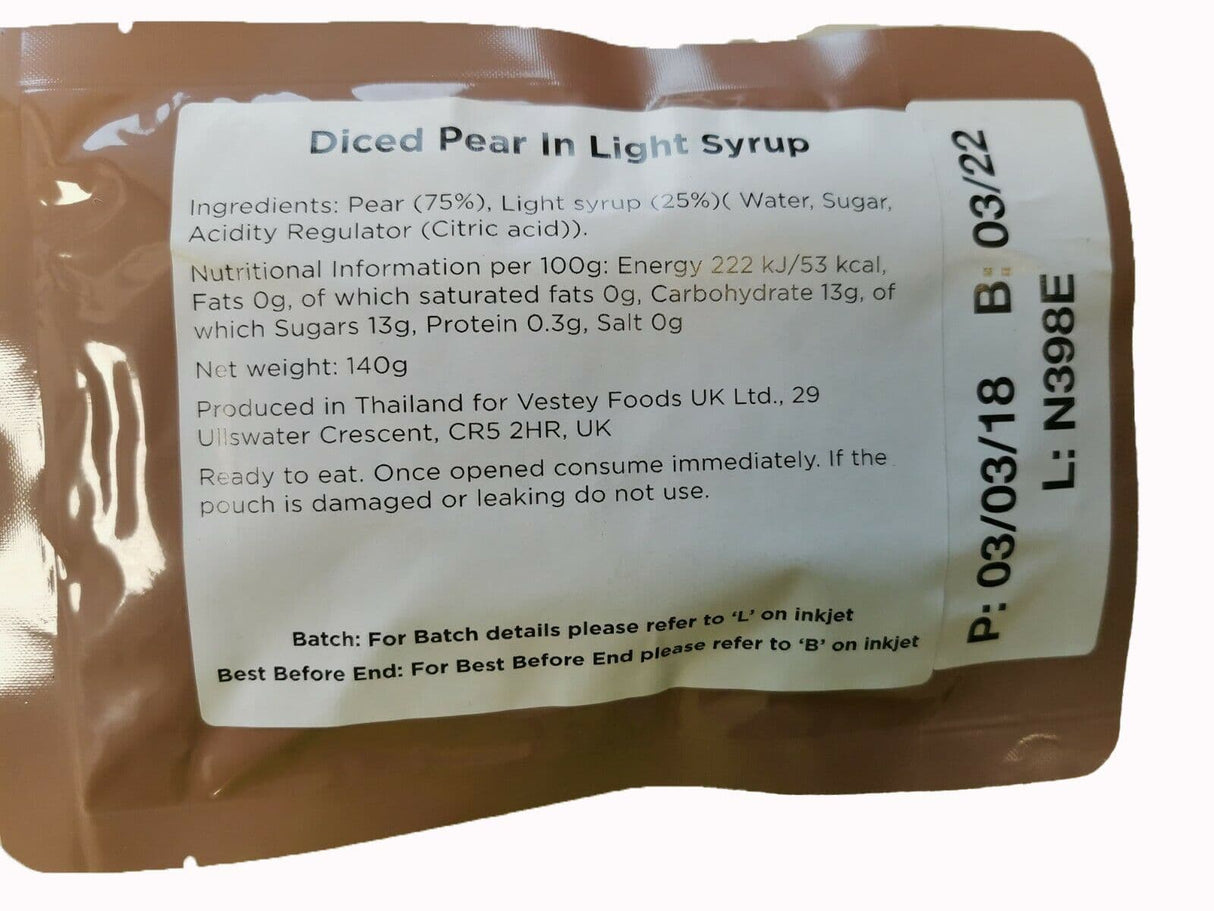 Diced Pear In Light Syrup
Ingredients: Pear (75%), Light syrup (25%)( Water, Sugar,
Acidity Regulator (Citric acid)).
Nutritional Information per 100g: Energy 222 kJ/53 kcal,
Fats 0g, of which saturated fats 0g, Carbohydrate 13g, of
which Sugars 13g, Protein 0.3g, Salt 0g
Net weight: 140g
Produced in Thailand for Vestey Foods UK Ltd., 29
Ullswater Crescent, CR5 2HR, UK
Ready to eat. Once opened consume immediately. If the
pouch is damaged or leaking do not use.
Batch: For Batch details please refer to ‘L’ on inkjet
Best Before End: For Best Before End please refer to ‘B’ on inkjet
P: 03/03/18 B: 03/22
L: N398E